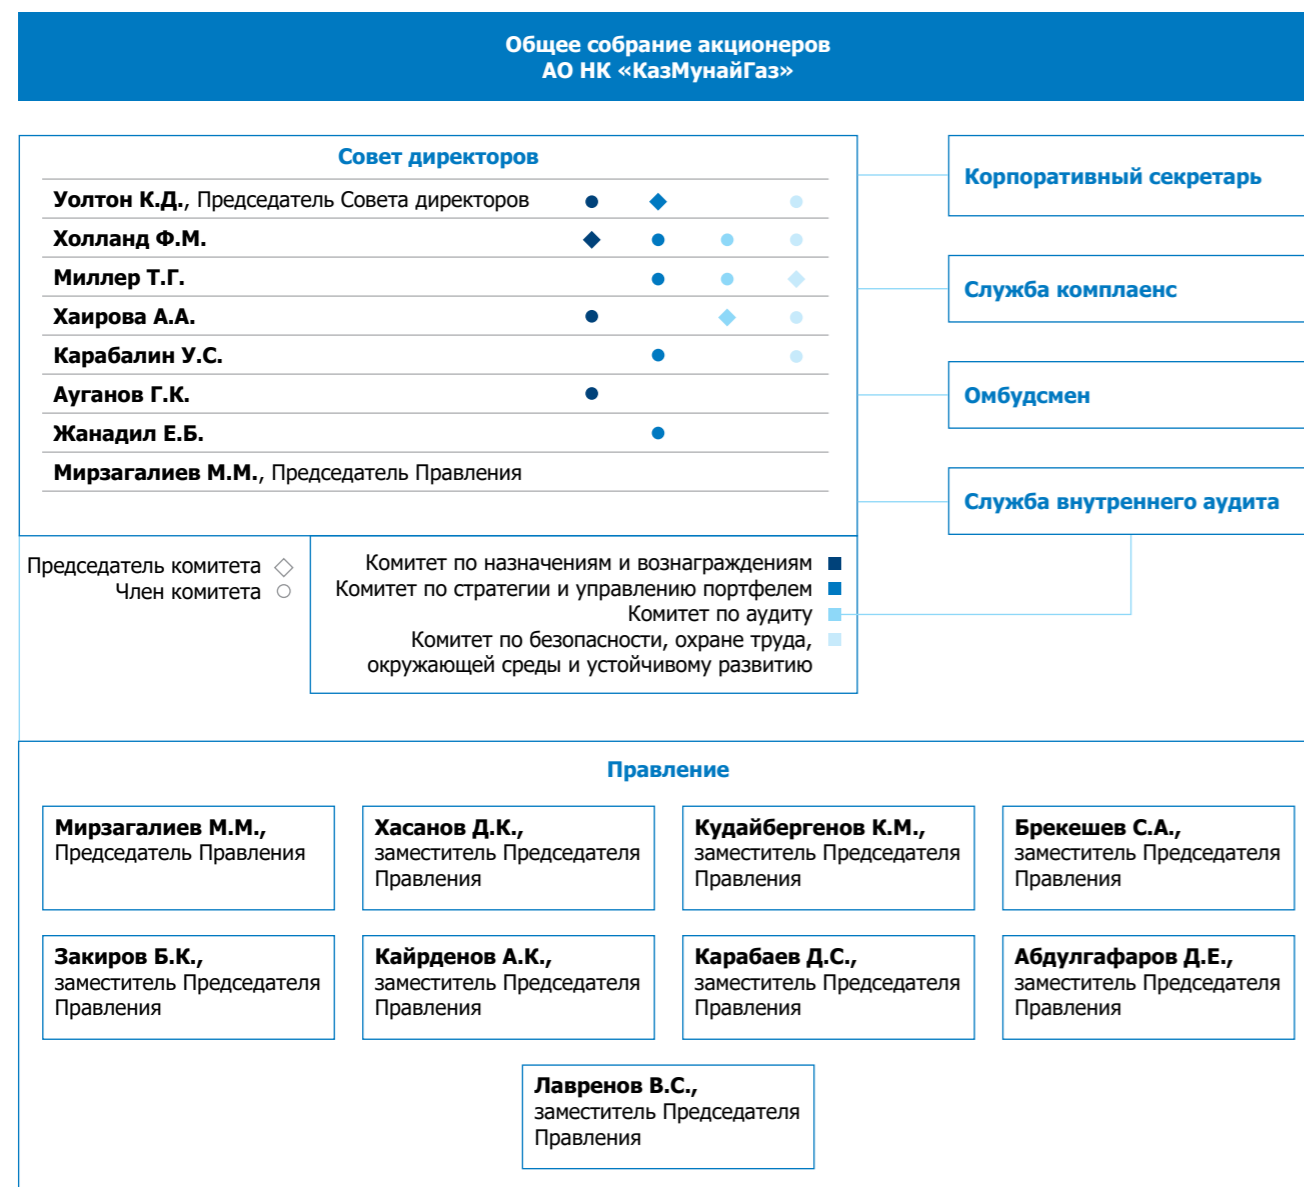 Общее собрание акционеров
АО НК «КазМунайГаз»
Совет директоров
Уолтон К.Д., Председатель Совета директоров
Холланд Ф.М.
Миллер Т.Г.
Хаирова А.А.
Карабалин У.С.
Ауганов Г.К.
Жанадил Е.Б.
Мирзагалиев М.М., Председатель Правления
Корпоративный секретарь
Служба комплаенс
Омбудсмен
Служба внутреннего аудита
Председатель комитета
Член комитета
Комитет по назначениям и вознаграждениям
Комитет по стратегии и управлению портфелем
Комитет по аудиту
Комитет по безопасности, охране труда,
окружающей среды и устойчивому развитию
Правление
Мирзагалиев М.М.,
Председатель Правления
Хасанов Д.К.,
заместитель Председателя
Правления
Кудайбергенов К.М.,
заместитель Председателя
Правления
Брекешев С.А.,
заместитель Председателя
Правления
Закиров Б.К.,
заместитель Председателя
Правления
Кайрденов А.К.,
заместитель Председателя
Правления
Карабаев Д.С.,
заместитель Председателя
Правления
Абдулгафаров Д.Е.,
заместитель Председателя
Правления
Лавренов В.С.,
заместитель Председателя
Правления